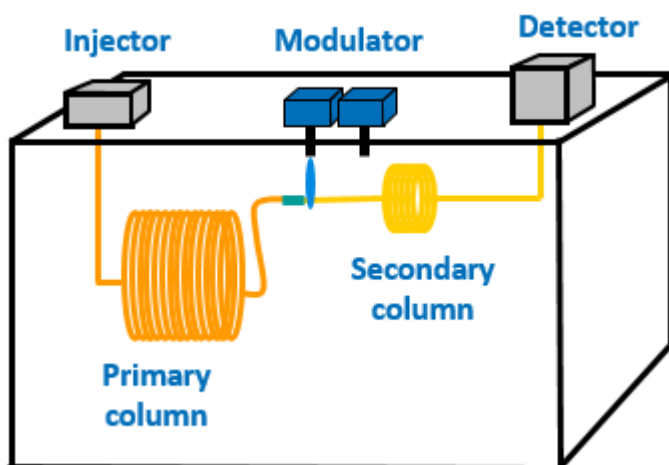 Injector
Modulator
Detector
Secondary
column
Primary
column